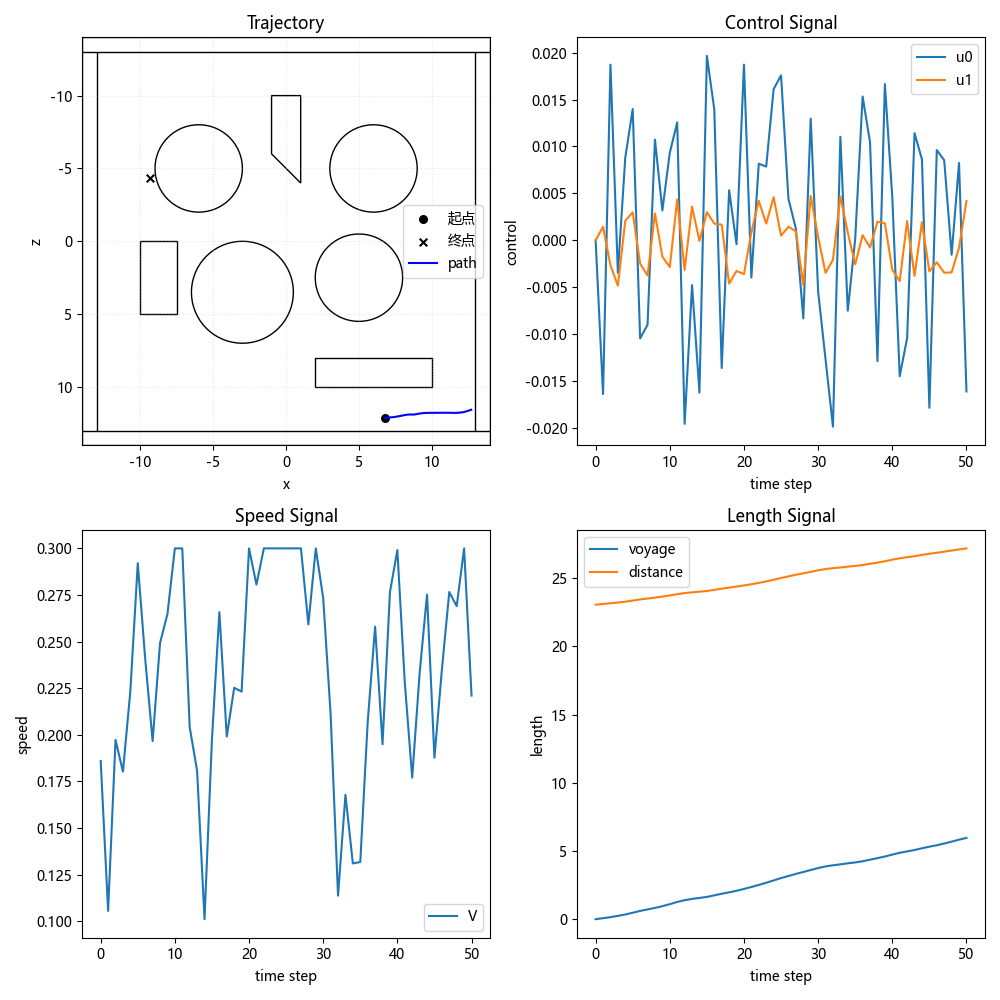 Trajectory
-10
-5
0
5
10
z
-10
-5
0
5
10
x
起点
终点
path
Control Signal
0.020
0.015
0.010
0.005
0.000
-0.005
-0.010
-0.015
-0.020
control
0
10
20
30
40
50
time step
u0
u1
Speed Signal
0.300
0.275
0.250
0.225
0.200
0.175
0.150
0.125
0.100
speed
0
10
20
30
40
50
time step
V
Length Signal
25
20
15
10
5
0
length
0
10
20
30
40
50
time step
voyage
distance